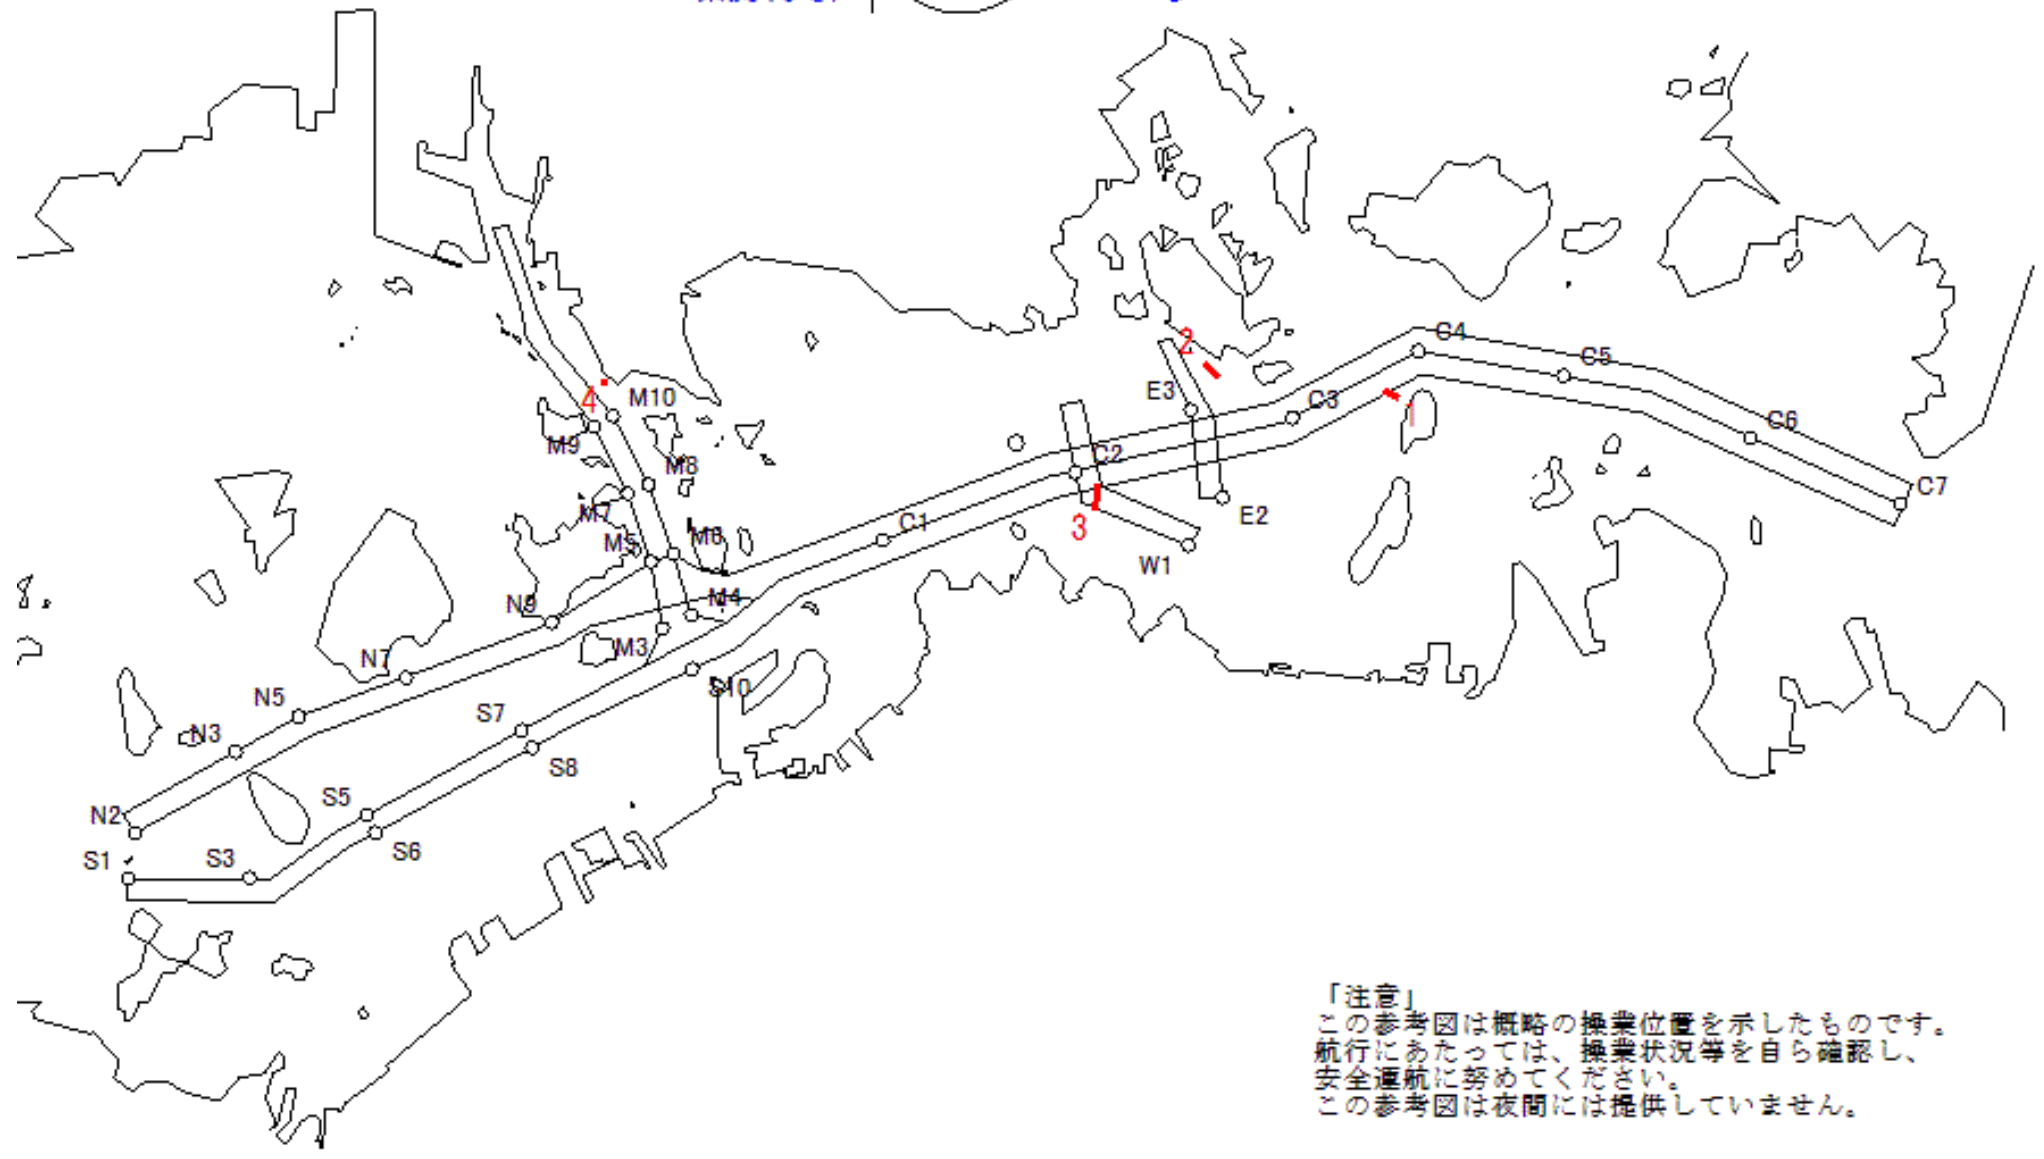 C4
2
C5
E3
M10
4
C3
1
C6
M9
C2
M8
C7
M7
E2
C1
3
M6
M5
W1
N9
M4
M3
N7
S10
N5
S7
N3
S8
S5
N2
S6
S1
S3
「注意」
この参考図は概略の操業位置を示したものです。
航行にあたっては、操業状況等を自ら確認し、
安全運航に努めてください。
この参考図は夜間には提供していません。